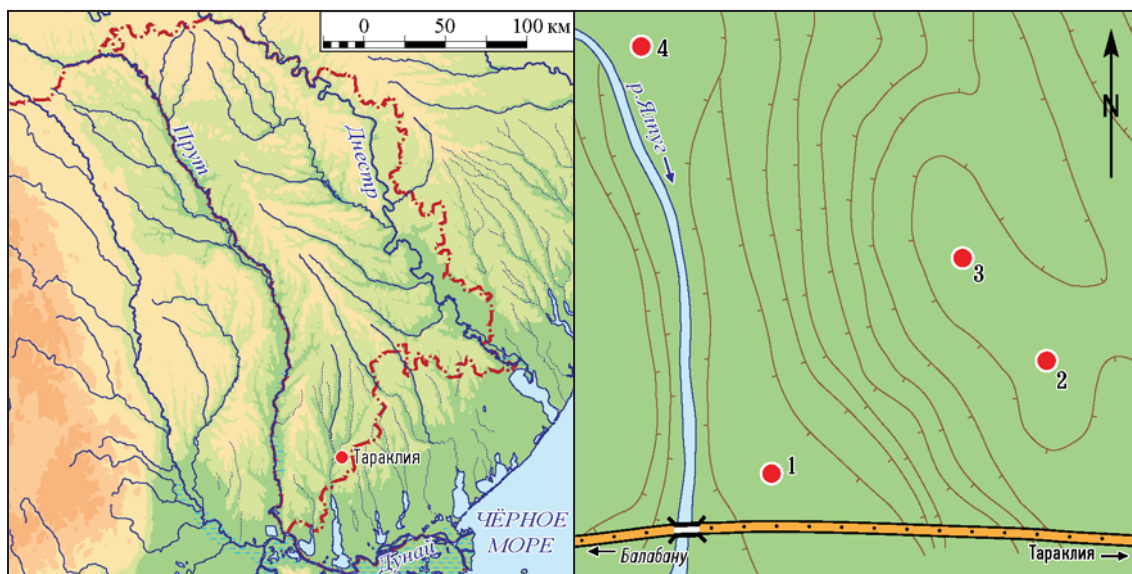 0
50
100 км
Прут
Днестр
Тараклия
ЧЁРНОЕ
МОРЕ
Дунай
4
N
р. Ялпуг
3
2
1
Балабану
Тараклия